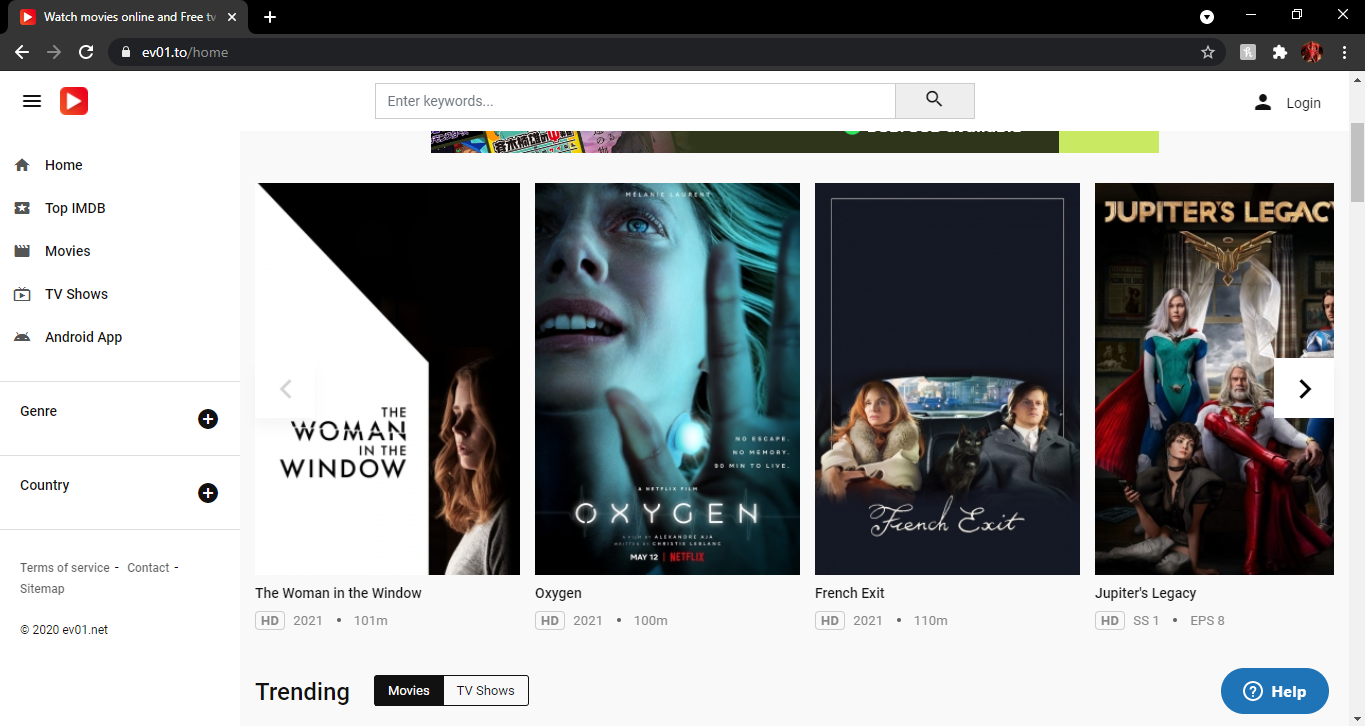 Watch movies online and Free tv
ev01.to/home
Enter keywords...
Login
Home
Top IMDB
Movies
TV Shows
Android App
Genre
Country
Terms of service - Contact -
Sitemap
© 2020 ev01.net
THE
WOMAN
IN THE
WINDOW
The Woman in the Window
HD 2021 • 101m
MÉLANIE LAURENT
NO ESCAPE.
NO MEMORY.
90 MIN TO LIVE.
A NETFLIX FILM
OXYGEN
A FILM BY ALEXANDRE AJA
WRITTEN BY CHRISTIE LEBLANC
MAY 12 | NETFLIX
Oxygen
HD 2021 • 100m
French Exit
French Exit
HD 2021 • 110m
JUPITER'S LEGACY
Jupiter's Legacy
HD SS 1 • EPS 8
Trending
Movies TV Shows
Help